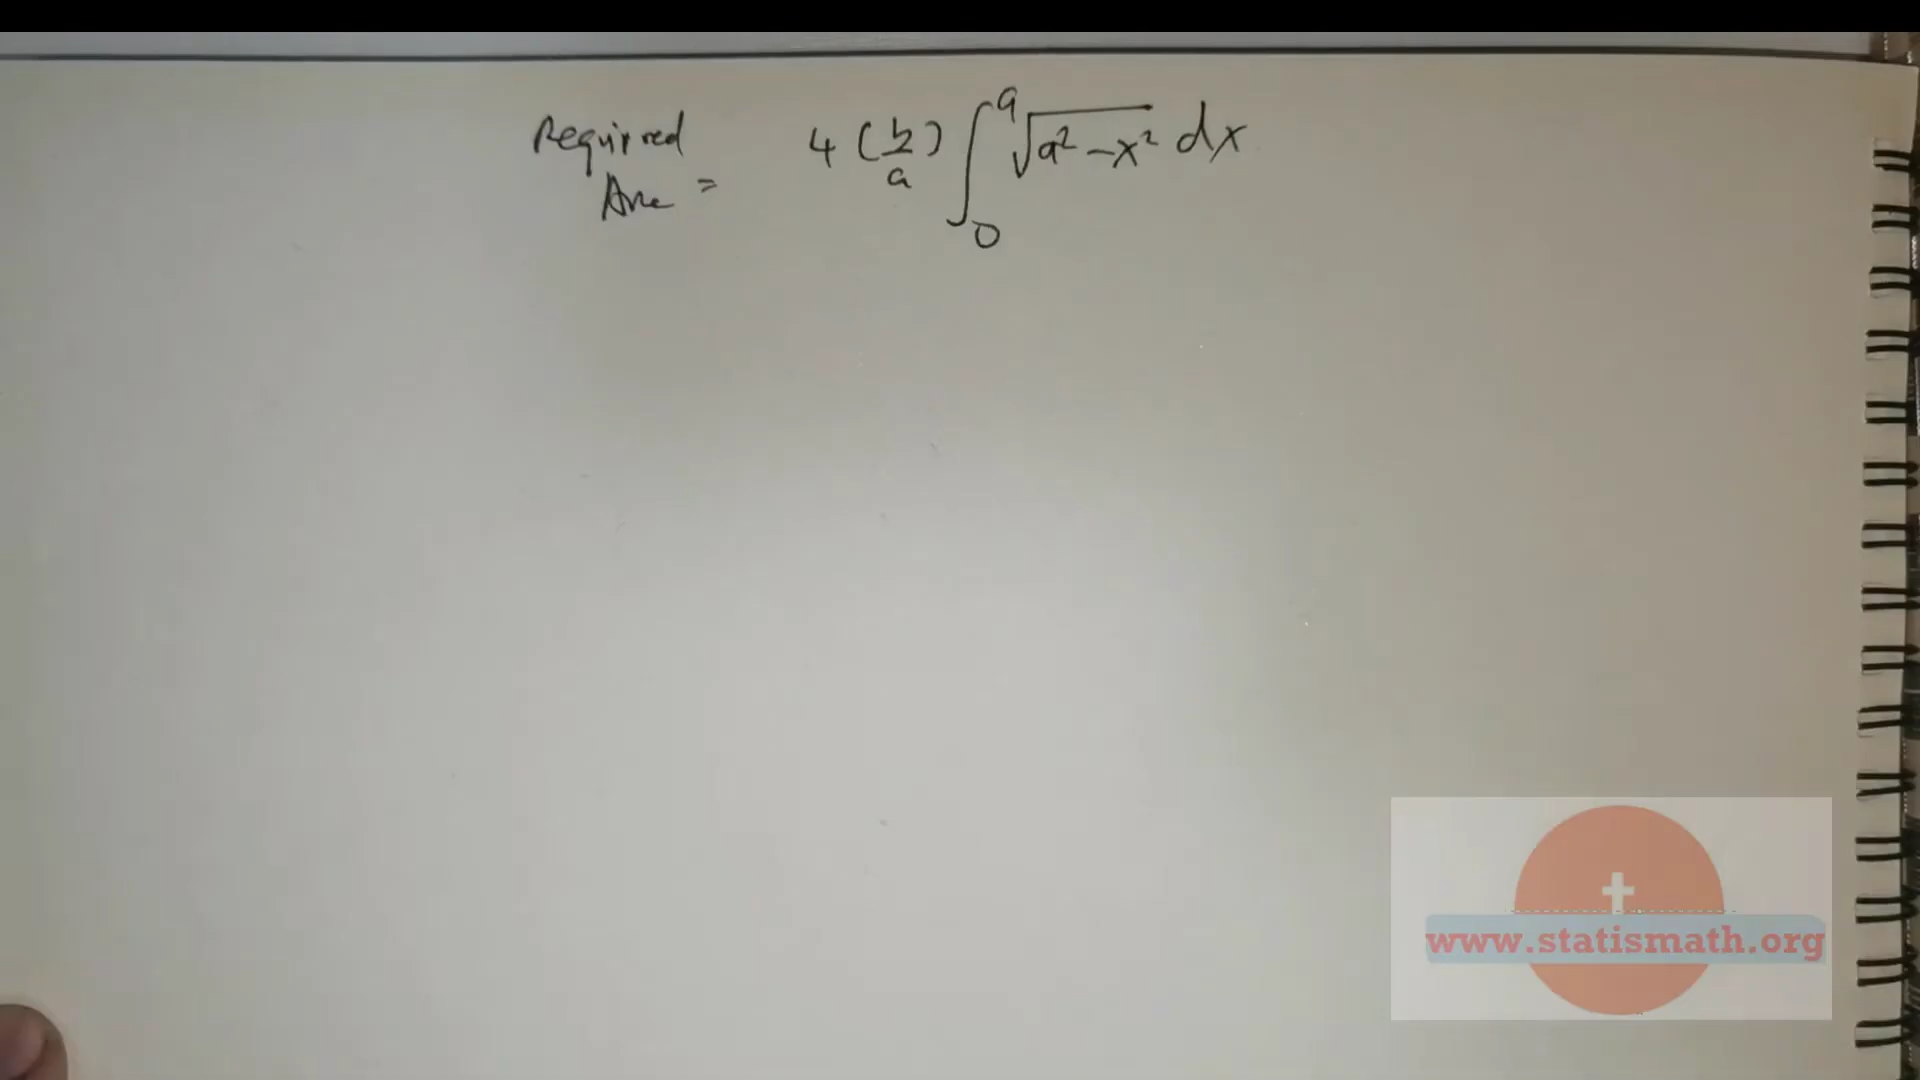 Required 4 (b/a) ∫₀ᵃ √(a² - x²) dx
Area =
www.statismath.org